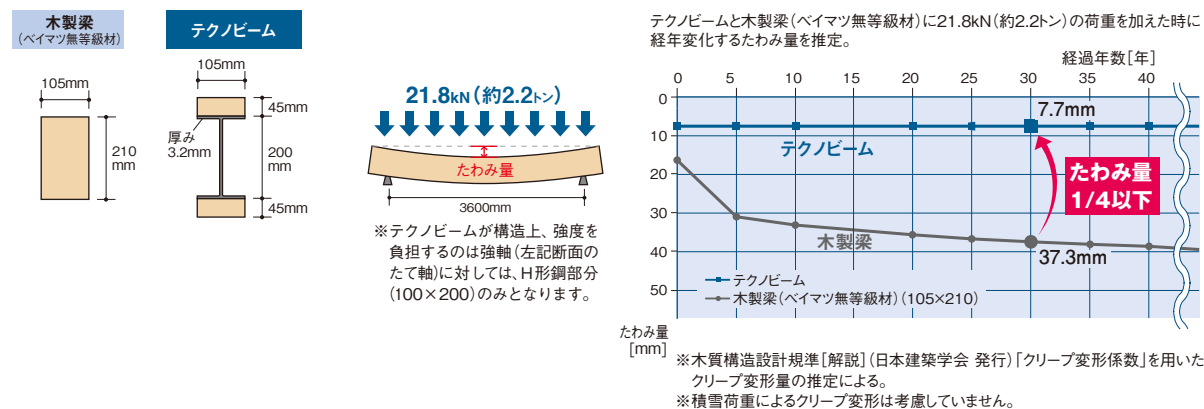 木製梁
(ベイマツ無等級材)
105mm
210
mm
テクノビーム
105mm
45mm
厚み
3.2mm
200
mm
45mm
21.8kN(約2.2トン)
たわみ量
3600mm
※テクノビームが構造上、強度を
負担するのは強軸(左記断面の
たて軸)に対しては、H形鋼部分
(100×200)のみとなります。
テクノビームと木製梁(ベイマツ無等級材)に21.8kN(約2.2トン)の荷重を加えた時に
経年変化するたわみ量を推定。
経過年数[年]
0 5 10 15 20 25 30 35 40
0
10
20
30
40
50
7.7mm
テクノビーム
たわみ量
1/4以下
木製梁
37.3mm
テクノビーム
木製梁(ベイマツ無等級材)(105×210)
たわみ量
[mm]
※木質構造設計規準[解説](日本建築学会 発行)「クリープ変形係数」を用いた
クリープ変形量の推定による。
※積雪荷重によるクリープ変形は考慮していません。